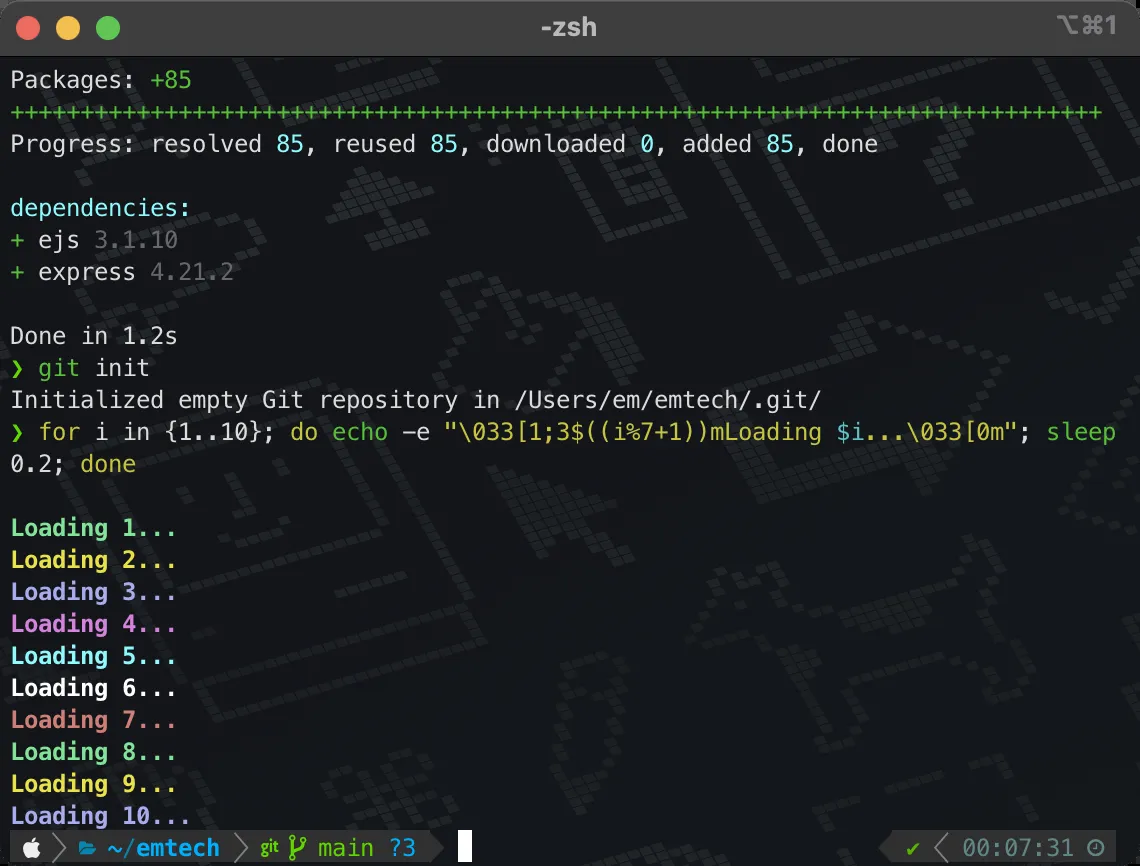 -zsh ⌥⌘1
Packages: +85
++++++++++++++++++++++++++++++++++++++++++++++++++++++++++++++++++++++++++++++
Progress: resolved 85, reused 85, downloaded 0, added 85, done
dependencies:
+ ejs 3.1.10
+ express 4.21.2
Done in 1.2s
❯ git init
Initialized empty Git repository in /Users/em/emtech/.git/
❯ for i in {1..10}; do echo -e "\033[1;3$((i%7+1))mLoading $i...\033[0m"; sleep
0.2; done
Loading 1...
Loading 2...
Loading 3...
Loading 4...
Loading 5...
Loading 6...
Loading 7...
Loading 8...
Loading 9...
Loading 10...
~/emtech git main ?3 ✔ 00:07:31